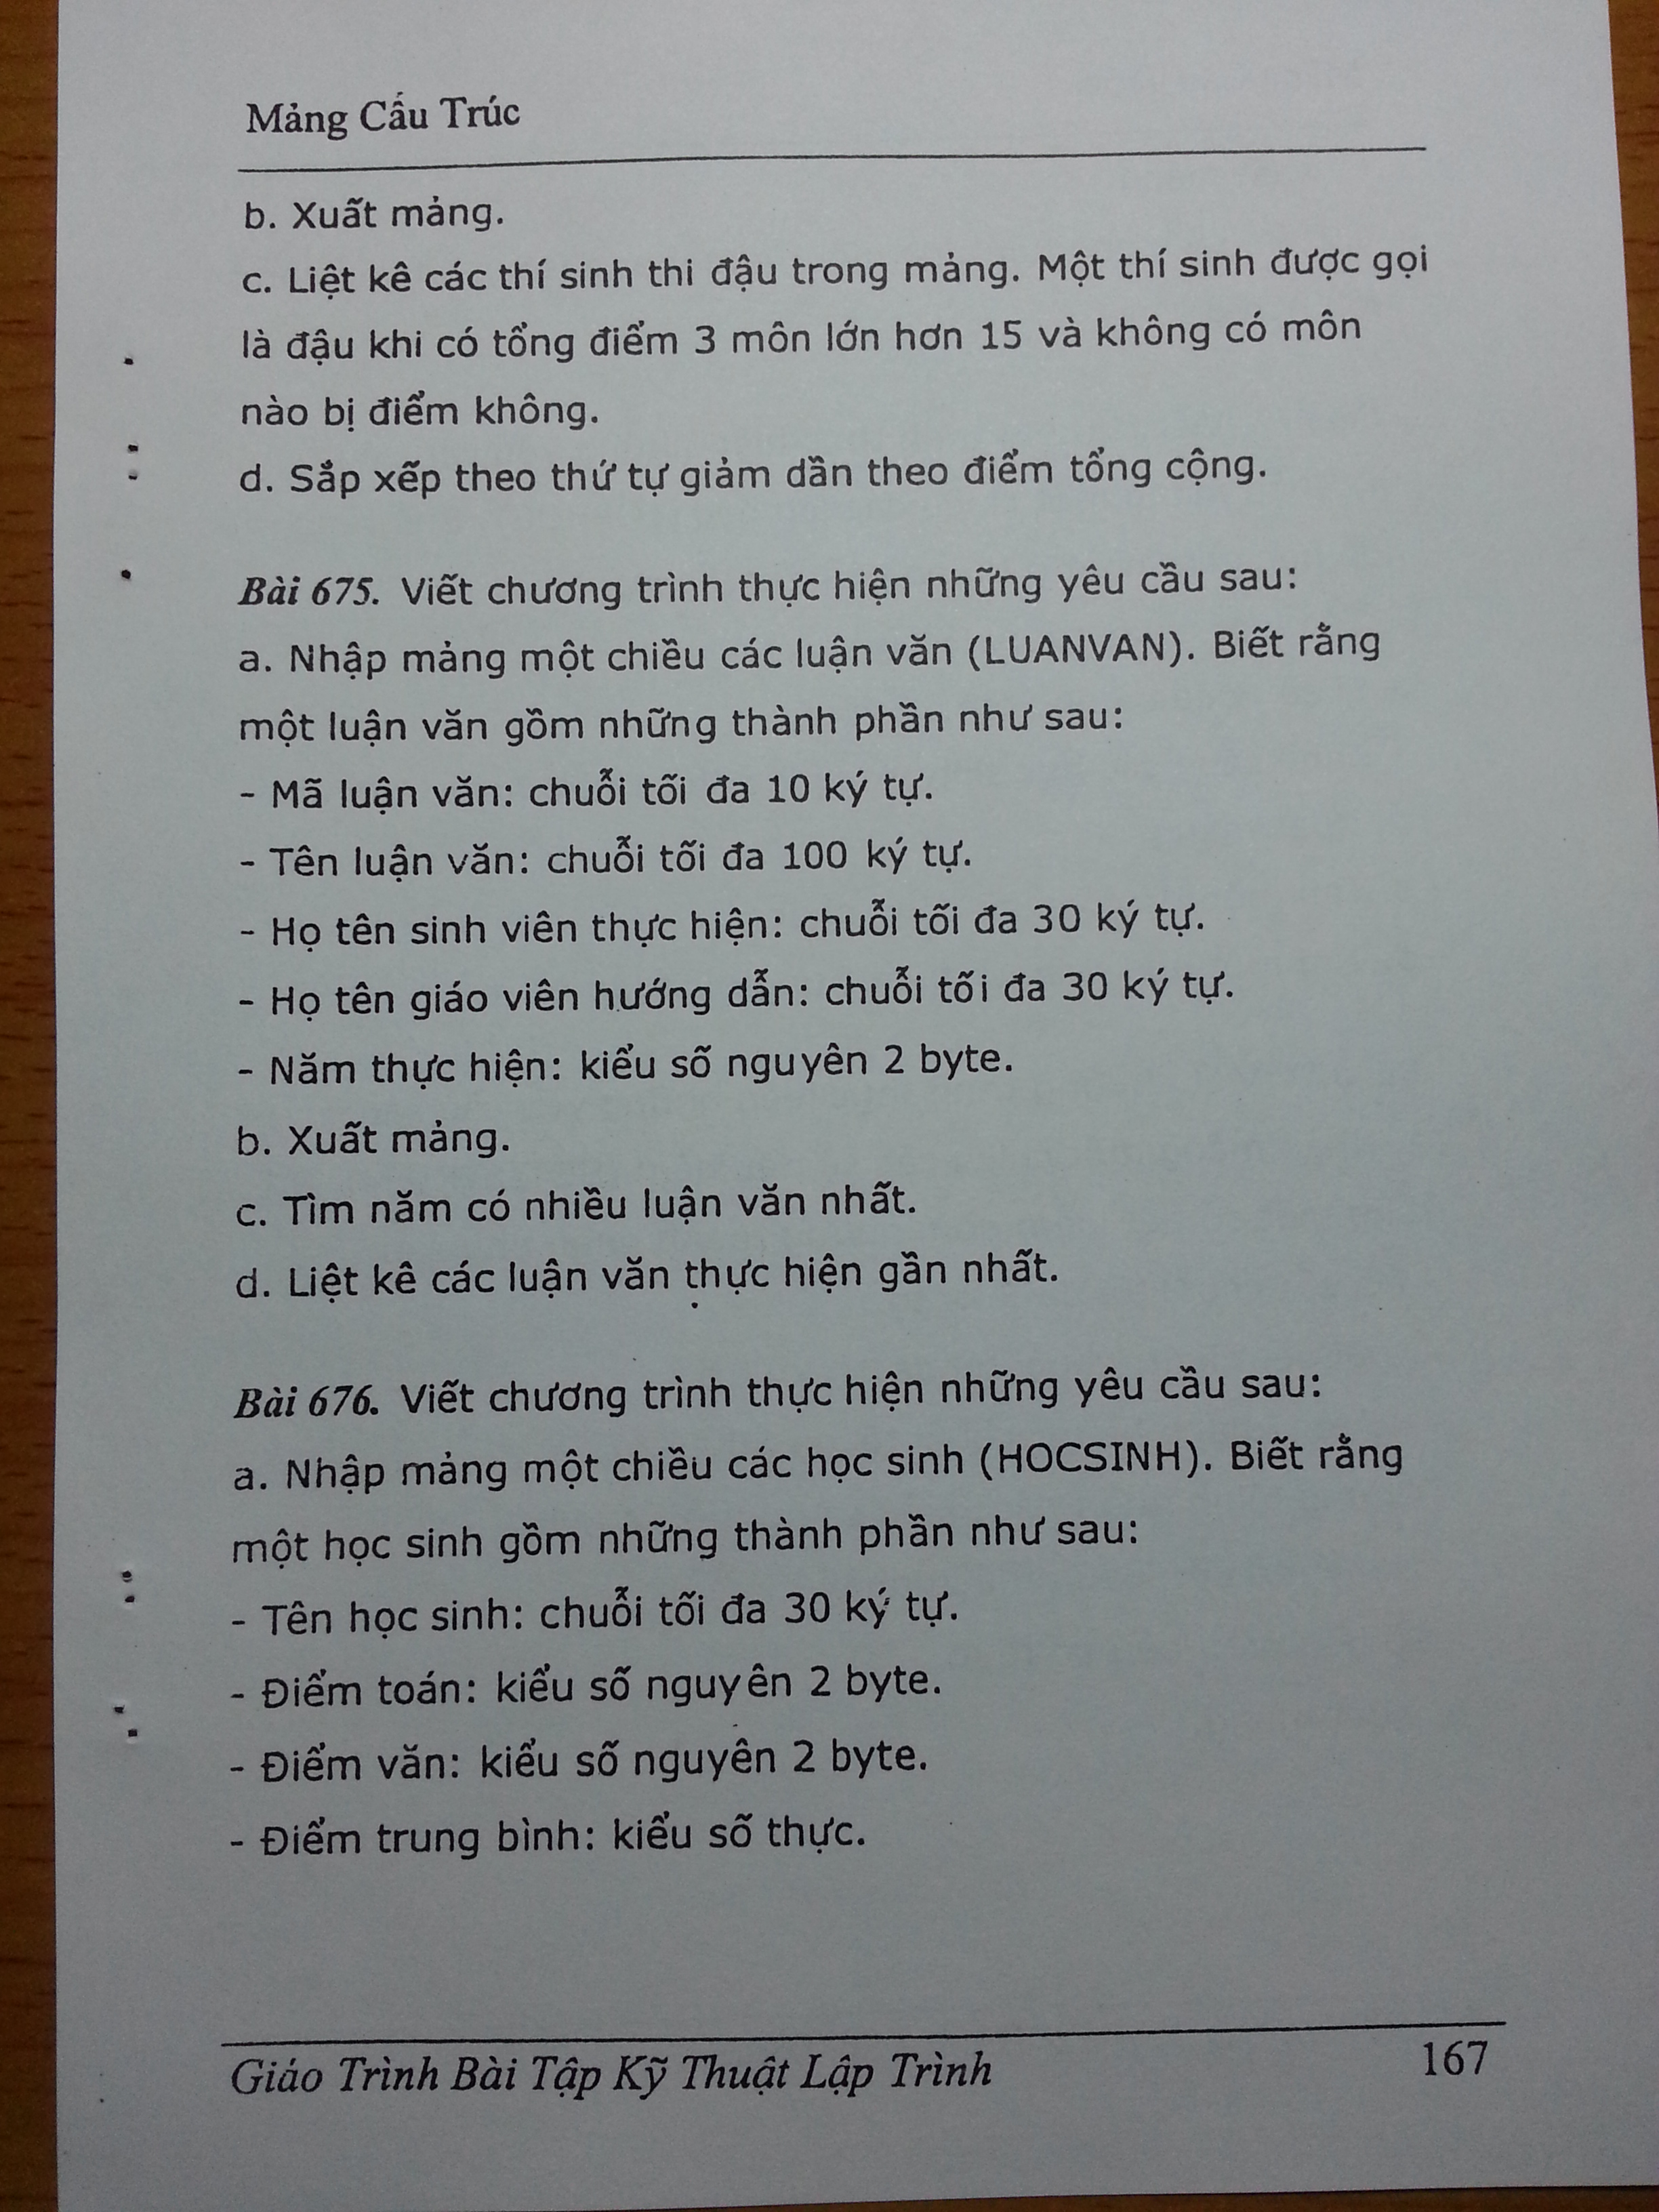 Mảng Cấu Trúc
b. Xuất mảng.
c. Liệt kê các thí sinh thi đậu trong mảng. Một thí sinh được gọi
là đậu khi có tổng điểm 3 môn lớn hơn 15 và không có môn
nào bị điểm không.
d. Sắp xếp theo thứ tự giảm dần theo điểm tổng cộng.
Bài 675. Viết chương trình thực hiện những yêu cầu sau:
a. Nhập mảng một chiều các luận văn (LUANVAN). Biết rằng
một luận văn gồm những thành phần như sau:
- Mã luận văn: chuỗi tối đa 10 ký tự.
- Tên luận văn: chuỗi tối đa 100 ký tự.
- Họ tên sinh viên thực hiện: chuỗi tối đa 30 ký tự.
- Họ tên giáo viên hướng dẫn: chuỗi tối đa 30 ký tự.
- Năm thực hiện: kiểu số nguyên 2 byte.
b. Xuất mảng.
c. Tìm năm có nhiều luận văn nhất.
d. Liệt kê các luận văn thực hiện gần nhất.
Bài 676. Viết chương trình thực hiện những yêu cầu sau:
a. Nhập mảng một chiều các học sinh (HOCSINH). Biết rằng
một học sinh gồm những thành phần như sau:
- Tên học sinh: chuỗi tối đa 30 ký tự.
- Điểm toán: kiểu số nguyên 2 byte.
- Điểm văn: kiểu số nguyên 2 byte.
- Điểm trung bình: kiểu số thực.
Giáo Trình Bài Tập Kỹ Thuật Lập Trình 167